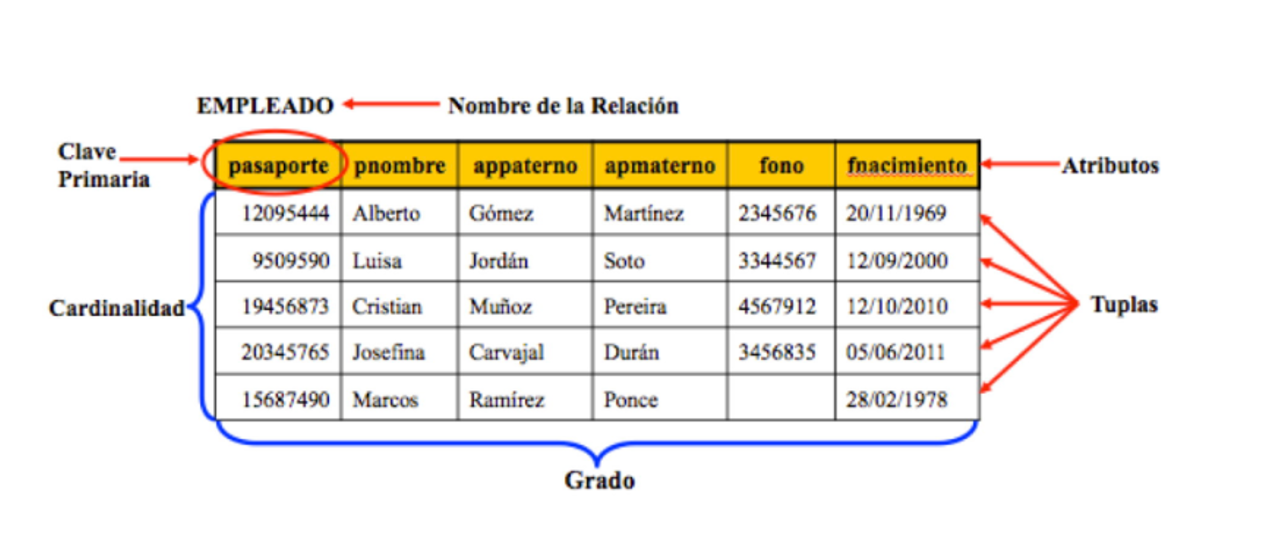 EMPLEADO Nombre de la Relación
Clave
Primaria
pasaporte pnombre appaterno apmaterno fono fnacimiento Atributos
12095444 Alberto Gómez Martínez 2345676 20/11/1969
9509590 Luisa Jordán Soto 3344567 12/09/2000
Cardinalidad 19456873 Cristian Muñoz Pereira 4567912 12/10/2010 Tuplas
20345765 Josefina Carvajal Durán 3456835 05/06/2011
15687490 Marcos Ramírez Ponce 28/02/1978
Grado